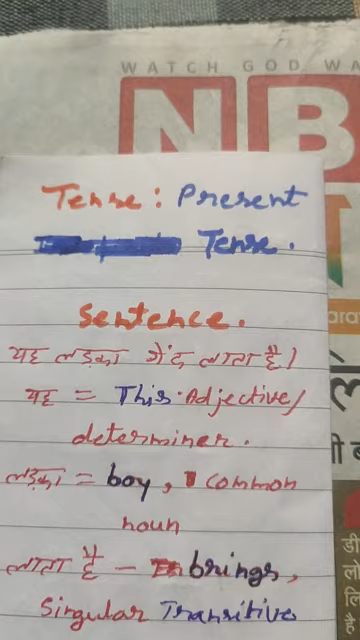 WATCH GOD WA
NB
Tense: Present
Tense.
Sentence.
यह लड़का गेंद लाता है।
यह = This. Adjective/
determiner.
लड़का = boy, common
noun
लाता है - brings,
Singular Transitive